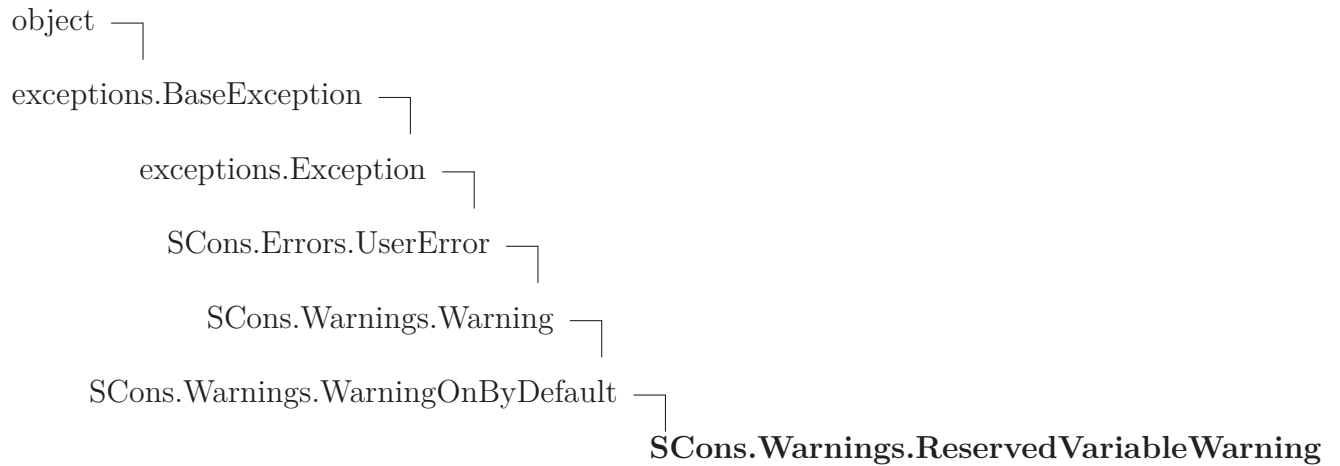 object
exceptions.BaseException
exceptions.Exception
SCons.Errors.UserError
SCons.Warnings.Warning
SCons.Warnings.WarningOnByDefault
SCons.Warnings.ReservedVariableWarning